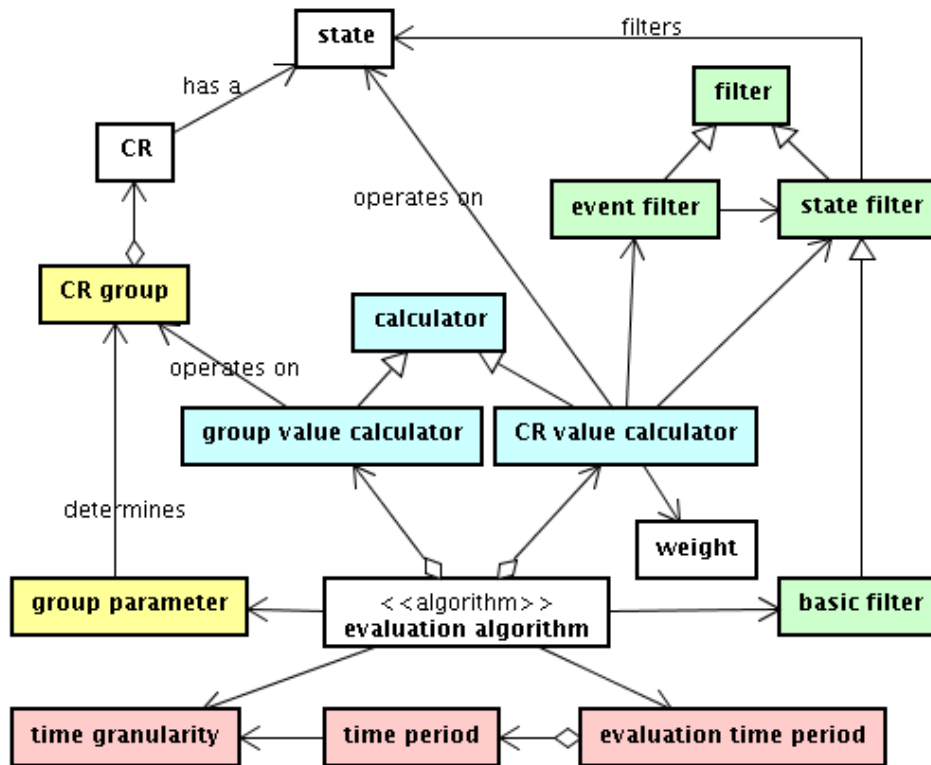 state
filters
filter
has a
CR
operates on
event filter
state filter
CR group
calculator
operates on
group value calculator
CR value calculator
determines
weight
group parameter
<<algorithm>>
evaluation algorithm
basic filter
time granularity
time period
evaluation time period